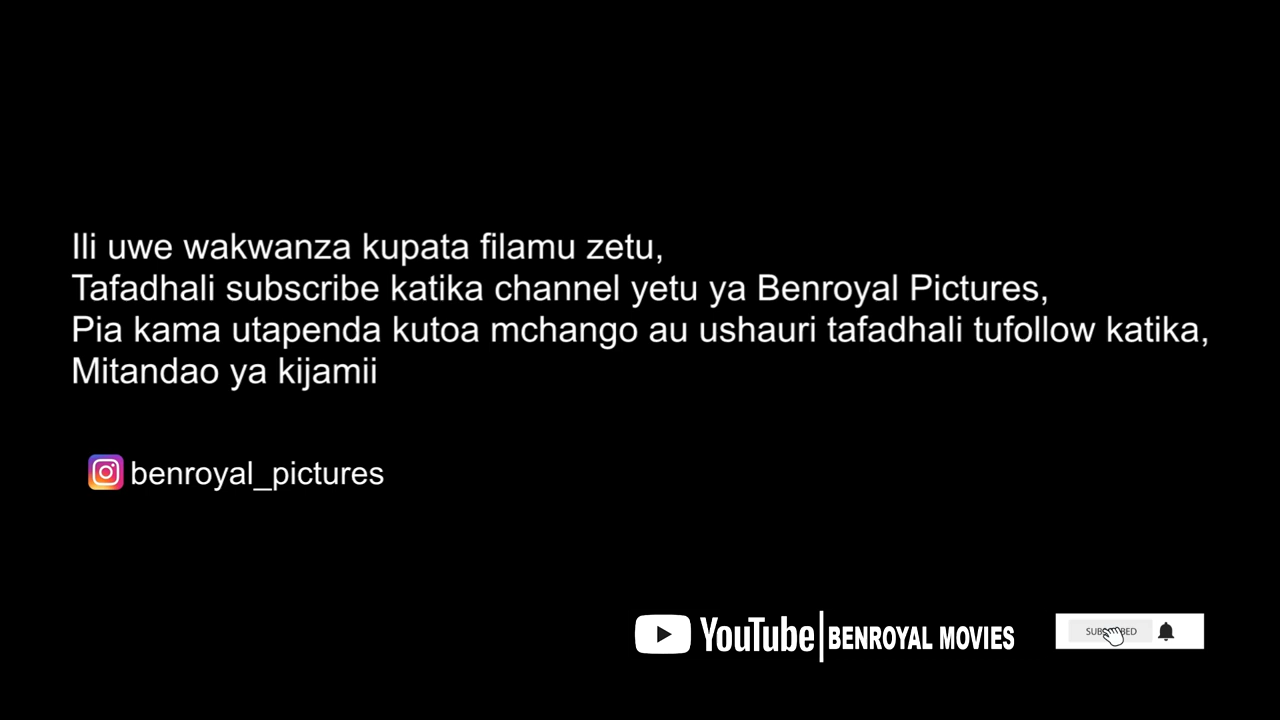 Ili uwe wakwanza kupata filamu zetu,
Tafadhali subscribe katika channel yetu ya Benroyal Pictures,
Pia kama utapenda kutoa mchango au ushauri tafadhali tufollow katika,
Mitandao ya kijamii
benroyal_pictures
YouTube BENROYAL MOVIES